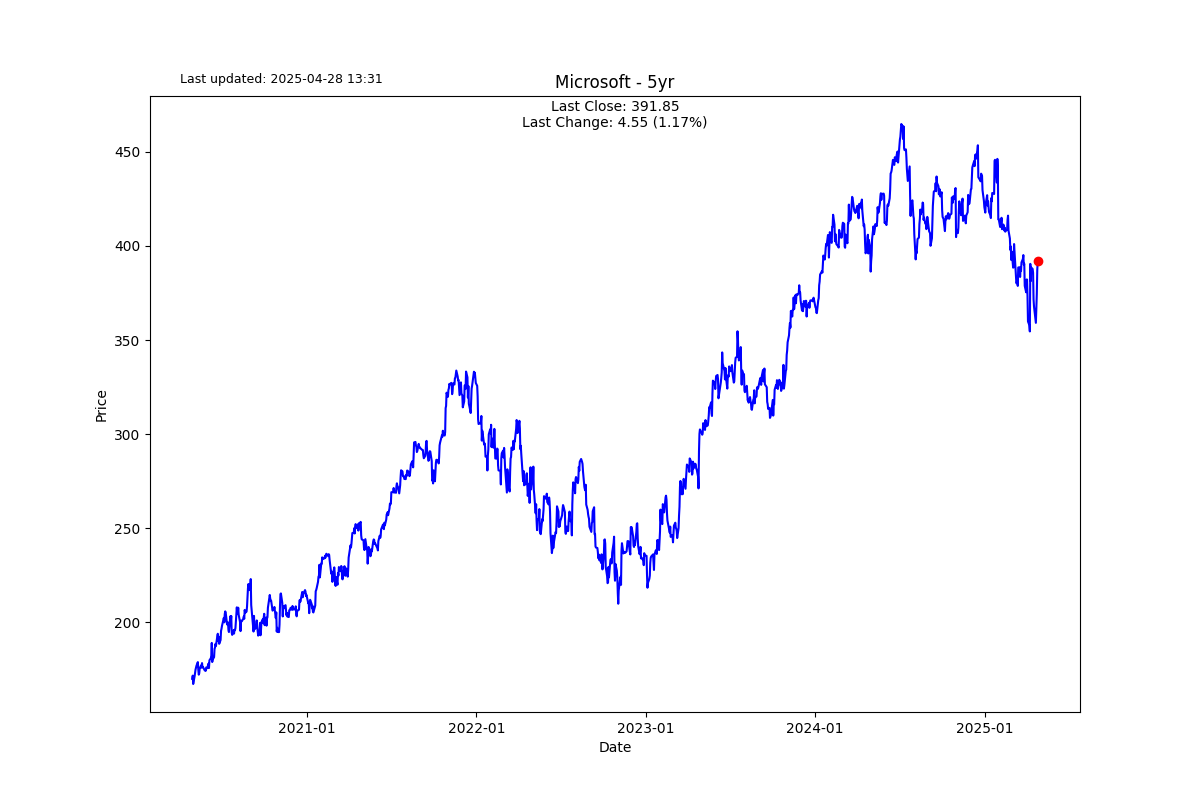 Last updated: 2025-04-28 13:31
Microsoft - 5yr
Last Close: 391.85
Last Change: 4.55 (1.17%)
Price
450
400
350
300
250
200
2021-01
2022-01
2023-01
2024-01
2025-01
Date